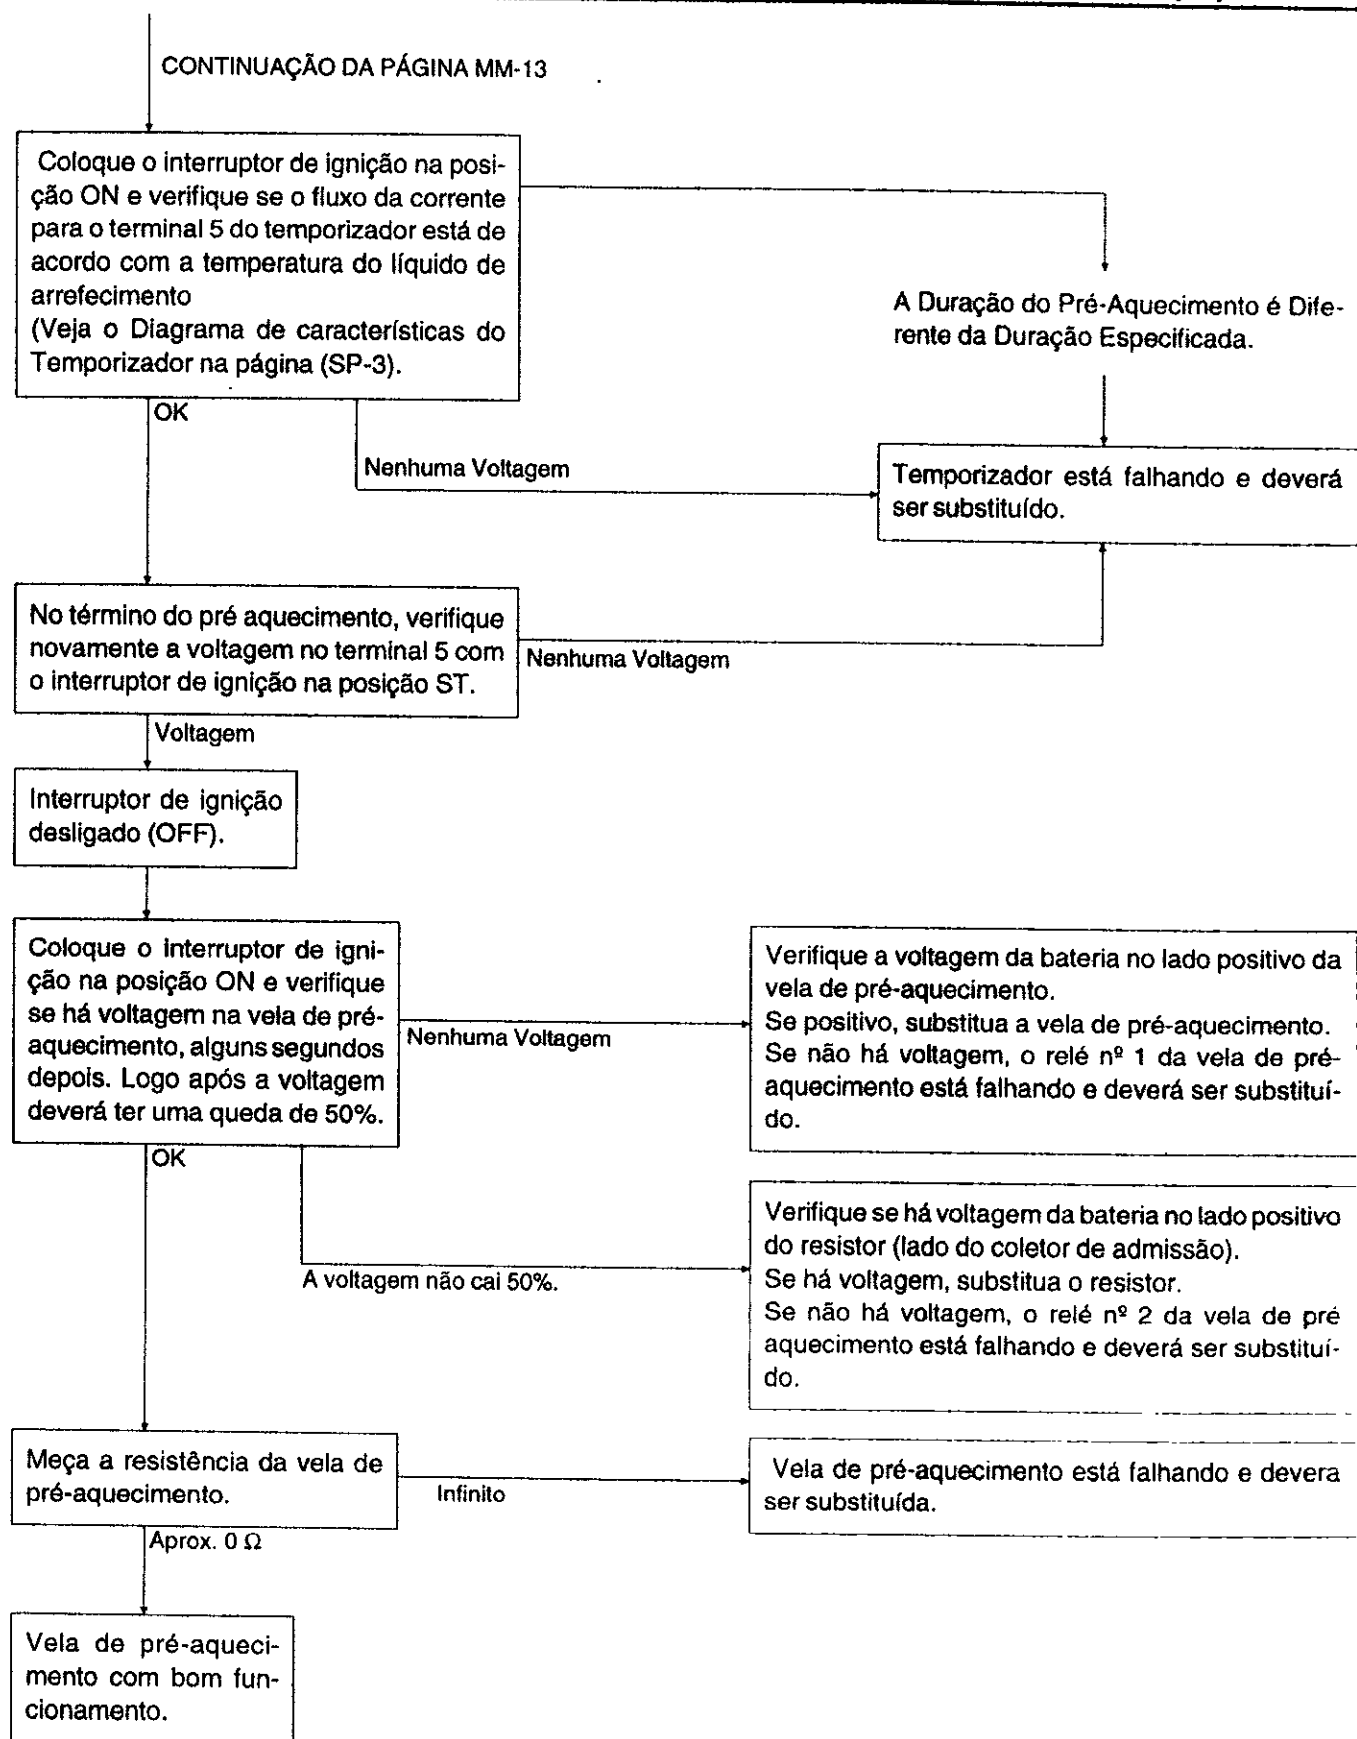 CONTINUAÇÃO DA PÁGINA MM-13
Coloque o interruptor de ignição na posi-
ção ON e verifique se o fluxo da corrente
para o terminal 5 do temporizador está de
acordo com a temperatura do líquido de
arrefecimento
(Veja o Diagrama de características do
Temporizador na página (SP-3).
A Duração do Pré-Aquecimento é Dife-
rente da Duração Especificada.
OK
Nenhuma Voltagem
Temporizador está falhando e deverá
ser substituído.
No término do pré aquecimento, verifique
novamente a voltagem no terminal 5 com
o interruptor de ignição na posição ST.
Nenhuma Voltagem
Voltagem
Interruptor de ignição
desligado (OFF).
Coloque o interruptor de igni-
ção na posição ON e verifique
se há voltagem na vela de pré-
aquecimento, alguns segundos
depois. Logo após a voltagem
deverá ter uma queda de 50%.
Nenhuma Voltagem
Verifique a voltagem da bateria no lado positivo da
vela de pré-aquecimento.
Se positivo, substitua a vela de pré-aquecimento.
Se não há voltagem, o relé nº 1 da vela de pré-
aquecimento está falhando e deverá ser substituí-
do.
OK
A voltagem não cai 50%.
Verifique se há voltagem da bateria no lado positivo
do resistor (lado do coletor de admissão).
Se há voltagem, substitua o resistor.
Se não há voltagem, o relé nº 2 da vela de pré
aquecimento está falhando e deverá ser substituí-
do.
Meça a resistência da vela de
pré-aquecimento.
Infinito
Vela de pré-aquecimento está falhando e devera
ser substituída.
Aprox. 0 Ω
Vela de pré-aqueci-
mento com bom fun-
cionamento.